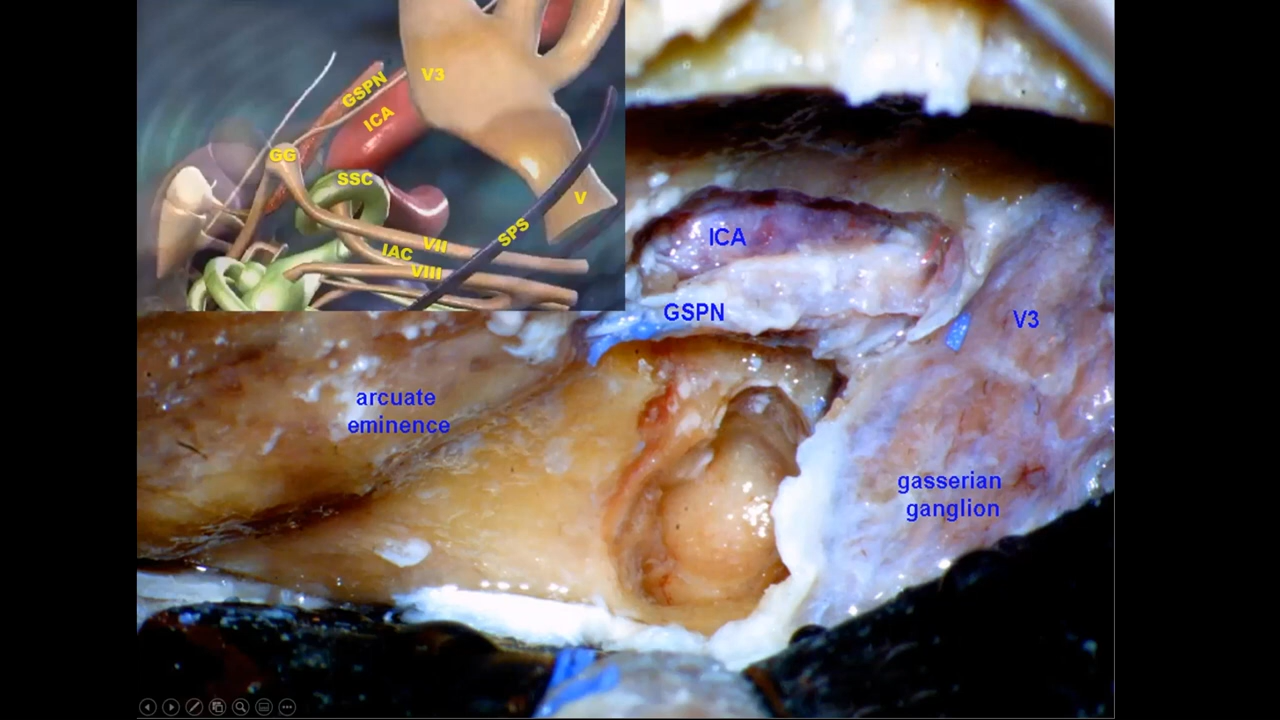 V3
GSPN
ICA
GG
SSC
V
SPS
VII
IAC
VIII
ICA
GSPN
V3
arcuate
eminence
gasserian
ganglion